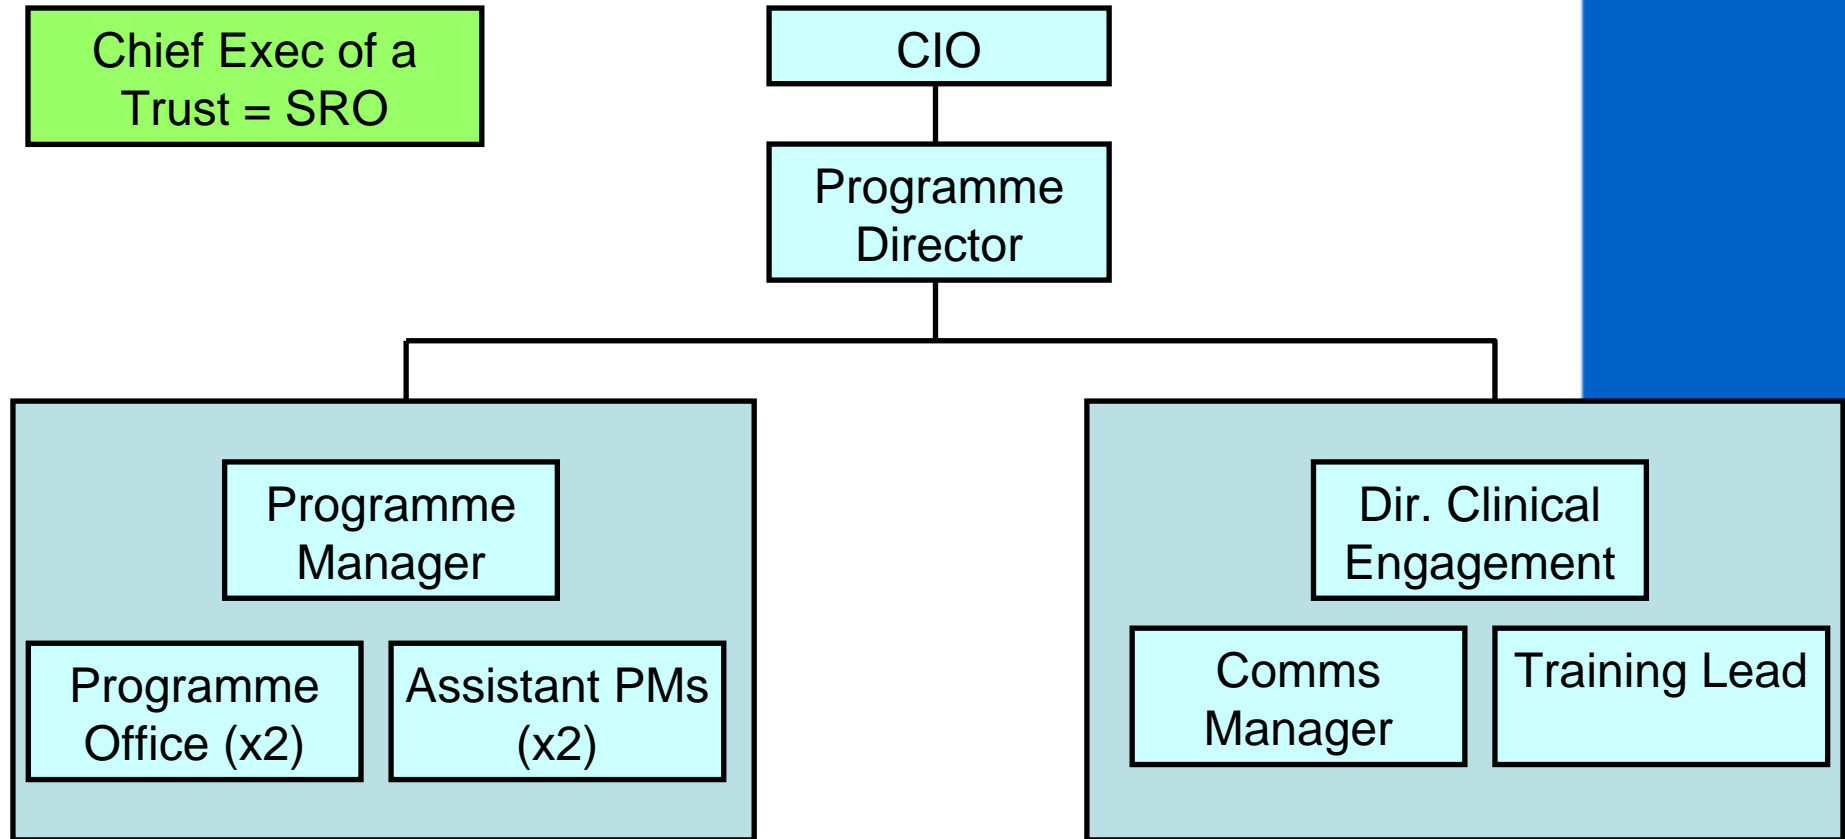 Chief Exec of a
Trust = SRO
CIO
Programme
Director
Programme
Manager
Programme
Office (x2)
Assistant PMs
(x2)
Dir. Clinical
Engagement
Comms
Manager
Training Lead